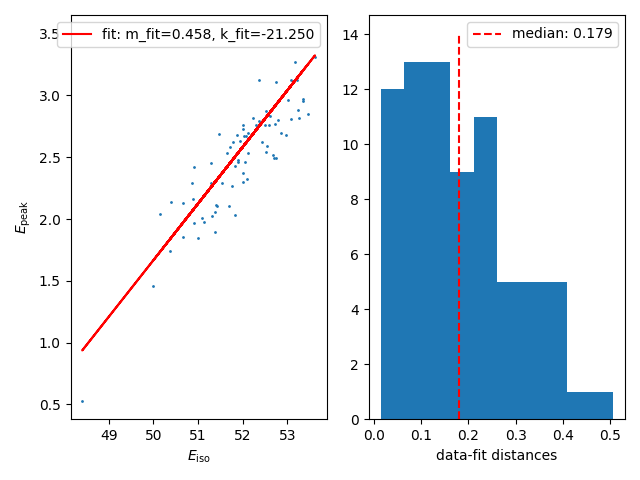 3.5
3.0
2.5
2.0
1.5
1.0
0.5
E_peak
fit: m_fit=0.458, k_fit=-21.250
49 50 51 52 53
E_iso
14
12
10
8
6
4
2
0
median: 0.179
0.0 0.1 0.2 0.3 0.4 0.5
data-fit distances